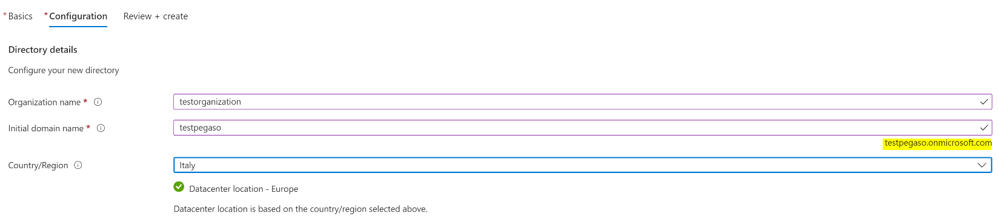 * Basics * Configuration Review + create
Directory details
Configure your new directory
Organization name * testorganization
Initial domain name * testpegaso
testpegaso.onmicrosoft.com
Country/Region Italy
Datacenter location - Europe
Datacenter location is based on the country/region selected above.